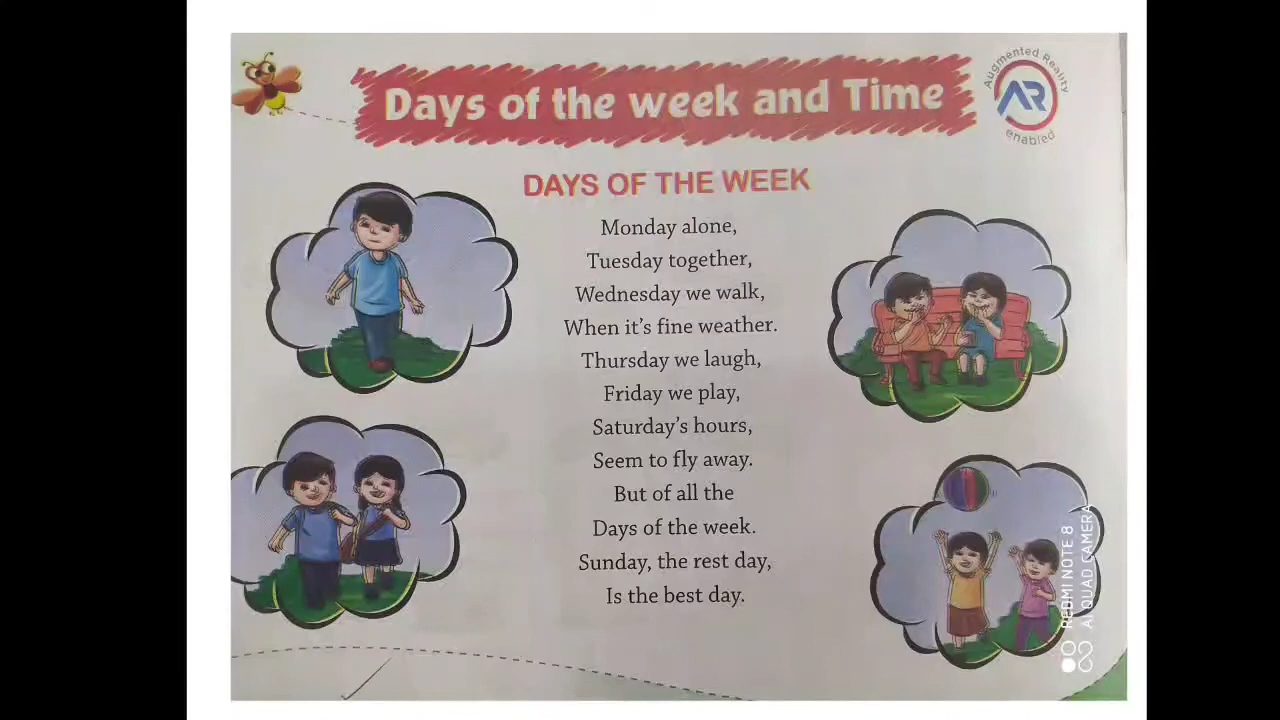 Days of the week and Time
Augmented Reality
AR
enabled
DAYS OF THE WEEK
Monday alone,
Tuesday together,
Wednesday we walk,
When it's fine weather.
Thursday we laugh,
Friday we play,
Saturday's hours,
Seem to fly away.
But of all the
Days of the week.
Sunday, the rest day,
Is the best day.
REDMI NOTE 8
AI QUAD CAMERA